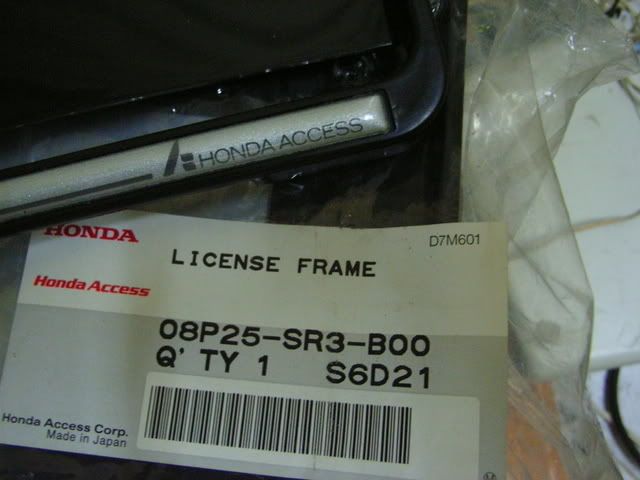 HONDA ACCESS
HONDA
D7M601
LICENSE FRAME
Honda Access
08P25-SR3-B00
Q'TY 1 S6D21
Honda Access Corp.
Made in Japan